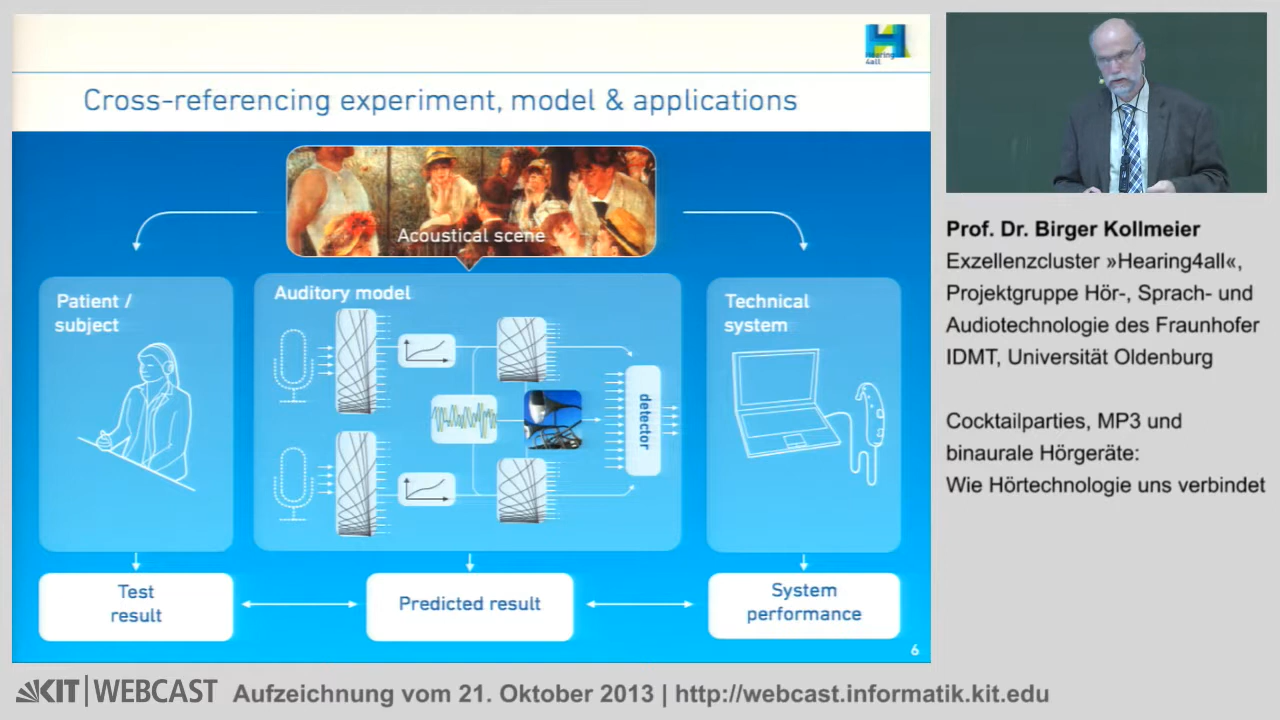 Hearing
4all
Cross-referencing experiment, model & applications
Acoustical scene
Patient /
subject
Auditory model
detector
Technical
system
Test
result
Predicted result
System
performance
6
Prof. Dr. Birger Kollmeier
Exzellenzcluster »Hearing4all«,
Projektgruppe Hör-, Sprach- und
Audiotechnologie des Fraunhofer
IDMT, Universität Oldenburg
Cocktailparties, MP3 und
binaurale Hörgeräte:
Wie Hörtechnologie uns verbindet
KIT | WEBCAST Aufzeichnung vom 21. Oktober 2013 | http://webcast.informatik.kit.edu